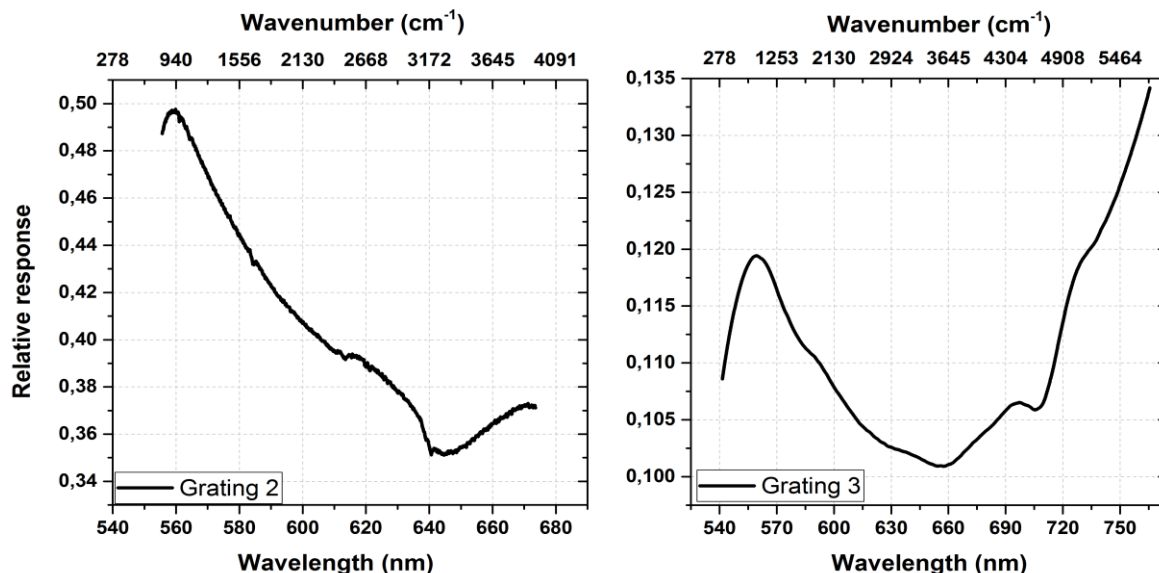 Wavenumber (cm-1)
278 940 1556 2130 2668 3172 3645 4091
Relative response
0,50
0,48
0,46
0,44
0,42
0,40
0,38
0,36
0,34
Grating 2
540 560 580 600 620 640 660 680
Wavelength (nm)
Wavenumber (cm-1)
278 1253 2130 2924 3645 4304 4908 5464
0,135
0,130
0,125
0,120
0,115
0,110
0,105
0,100
Grating 3
540 570 600 630 660 690 720 750
Wavelength (nm)